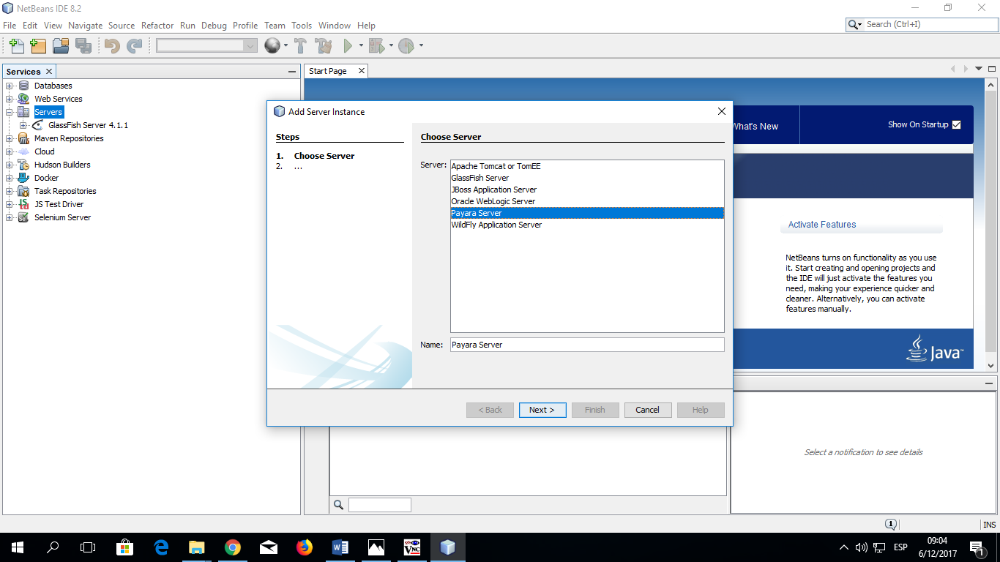 NetBeans IDE 8.2
File Edit View Navigate Source Refactor Run Debug Profile Team Tools Window Help
Search (Ctrl+I)
Services
Databases
Web Services
Servers
GlassFish Server 4.1.1
Maven Repositories
Cloud
Hudson Builders
Docker
Task Repositories
JS Test Driver
Selenium Server
Start Page
What's New
Show On Startup
Activate Features
NetBeans turns on functionality as you use
it. Start creating and opening projects and
the IDE will just activate the features you
need, making your experience quicker and
cleaner. Alternatively, you can activate
features manually.
Java™
Add Server Instance
Steps
1. Choose Server
2. ...
Choose Server
Server:
Apache Tomcat or TomEE
GlassFish Server
JBoss Application Server
Oracle WebLogic Server
Payara Server
WildFly Application Server
Name: Payara Server
< Back Next > Finish Cancel Help
Select a notification to see details
1
INS
VNC
ESP
09:04
6/12/2017
1